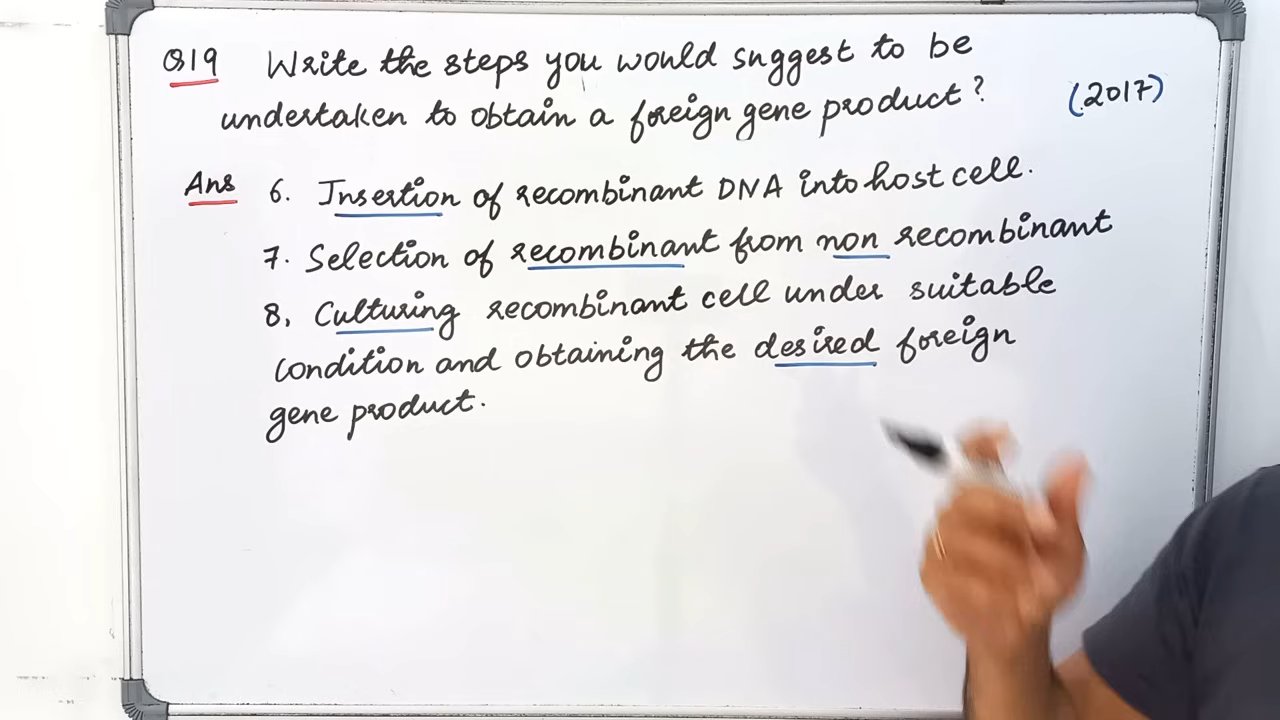 Q19 Write the steps you would suggest to be
undertaken to obtain a foreign gene product?
(2017)
Ans 6. Insertion of recombinant DNA into host cell.
7. Selection of recombinant from non recombinant
8, Culturing recombinant cell under suitable
condition and obtaining the desired foreign
gene product.